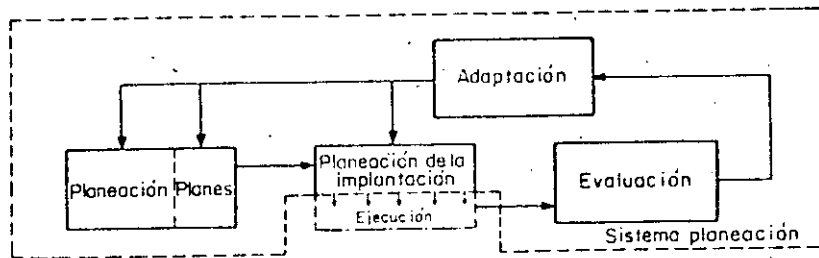 Adaptación
Planeación Planes
Planeación de la
implantación
Ejecución
Evaluación
Sistema planeación